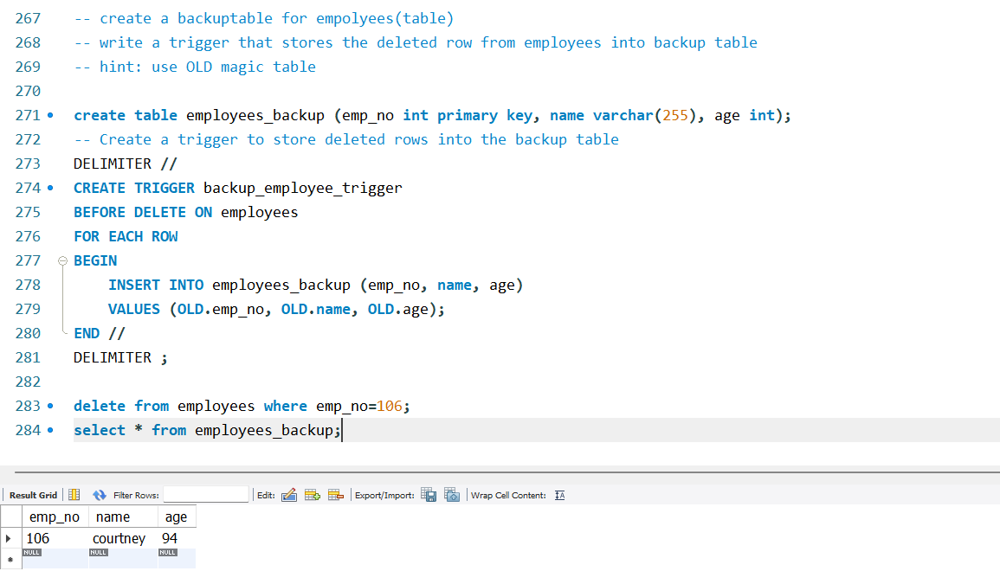 267 -- create a backuptable for empolyees(table)
268 -- write a trigger that stores the deleted row from employees into backup table
269 -- hint: use OLD magic table
270
271 create table employees_backup (emp_no int primary key, name varchar(255), age int);
272 -- Create a trigger to store deleted rows into the backup table
273 DELIMITER //
274 CREATE TRIGGER backup_employee_trigger
275 BEFORE DELETE ON employees
276 FOR EACH ROW
277 BEGIN
278 INSERT INTO employees_backup (emp_no, name, age)
279 VALUES (OLD.emp_no, OLD.name, OLD.age);
280 END //
281 DELIMITER ;
282
283 delete from employees where emp_no=106;
284 select * from employees_backup;
Result Grid Filter Rows: Edit: Export/Import: Wrap Cell Content: IA
emp_no name age
106 courtney 94
NULL NULL NULL